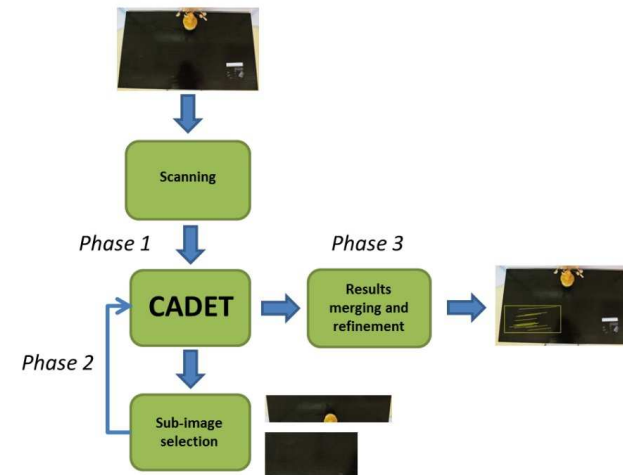 Scanning
Phase 1
Phase 3
CADET
Results
merging and
refinement
Phase 2
Sub-image
selection